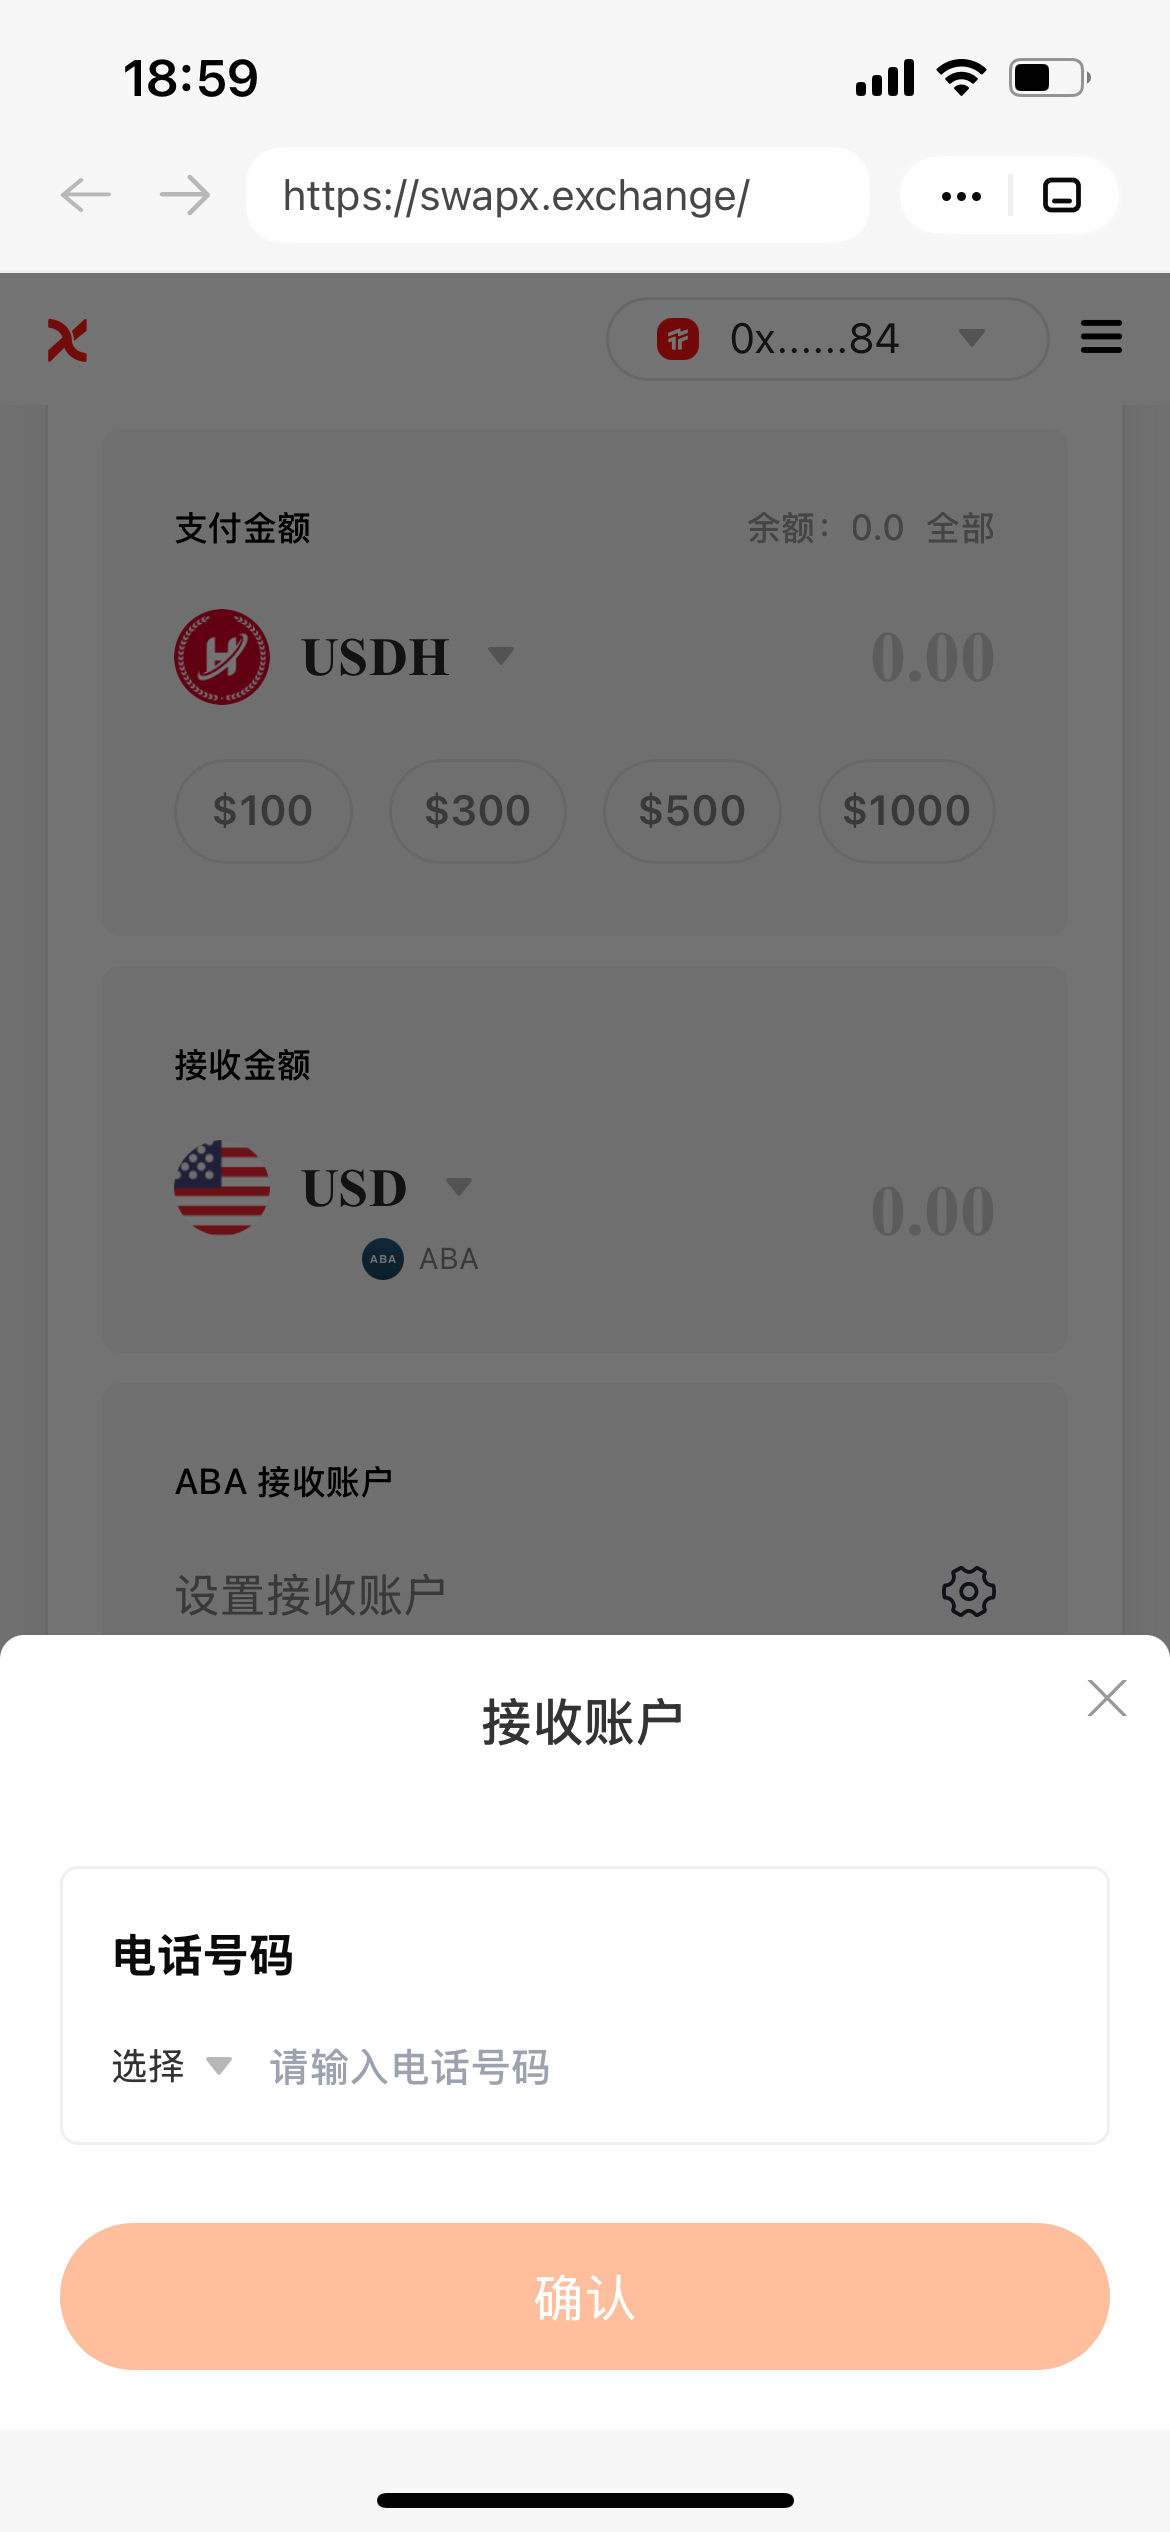 18:59
https://swapx.exchange/
0x......84
支付金额
余额：0.0 全部
USDH
0.00
$100 $300 $500 $1000
接收金额
USD
0.00
ABA ABA
ABA 接收账户
设置接收账户
接收账户
电话号码
选择 请输入电话号码
确认